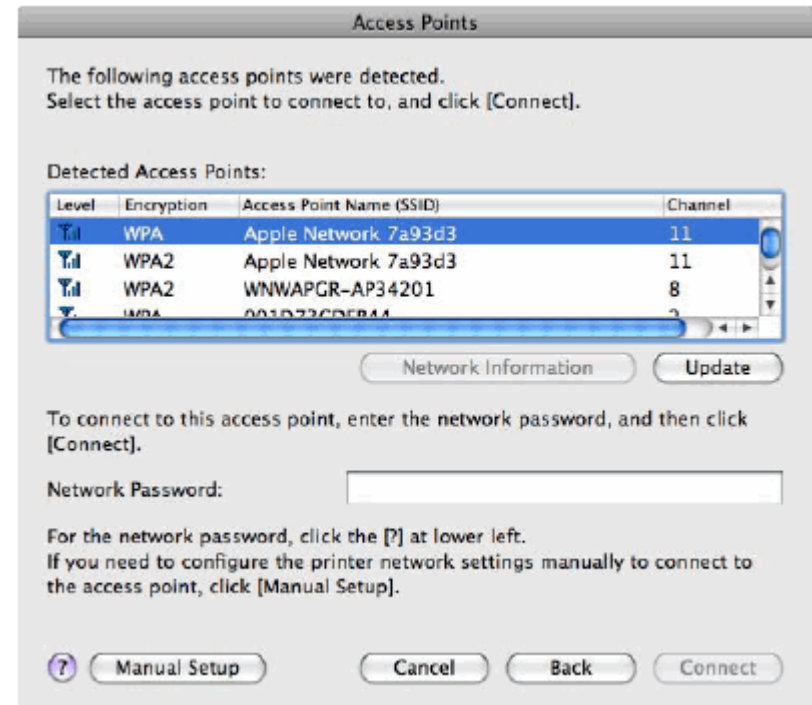 Access Points
The following access points were detected.
Select the access point to connect to, and click [Connect].
Detected Access Points:
Level Encryption Access Point Name (SSID) Channel
WPA Apple Network 7a93d3 11
WPA2 Apple Network 7a93d3 11
WPA2 WNWAPGR-AP34201 8
WPA
Network Information Update
To connect to this access point, enter the network password, and then click
[Connect].
Network Password:
For the network password, click the [?] at lower left.
If you need to configure the printer network settings manually to connect to
the access point, click [Manual Setup].
? Manual Setup Cancel Back Connect